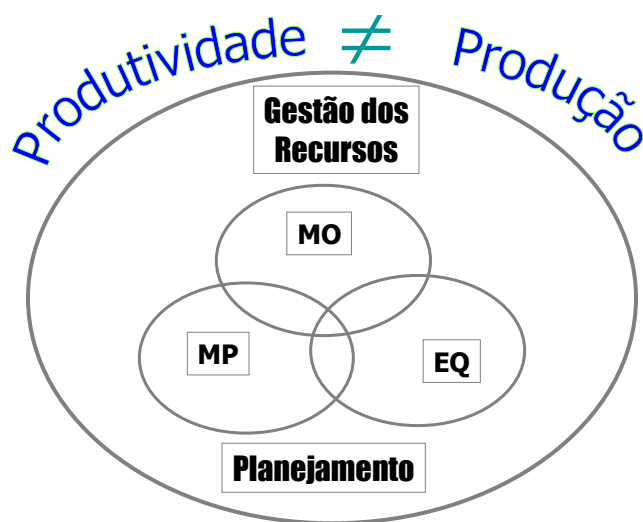 Produtividade ≠ Produção
Gestão dos
Recursos
MO
MP
EQ
Planejamento